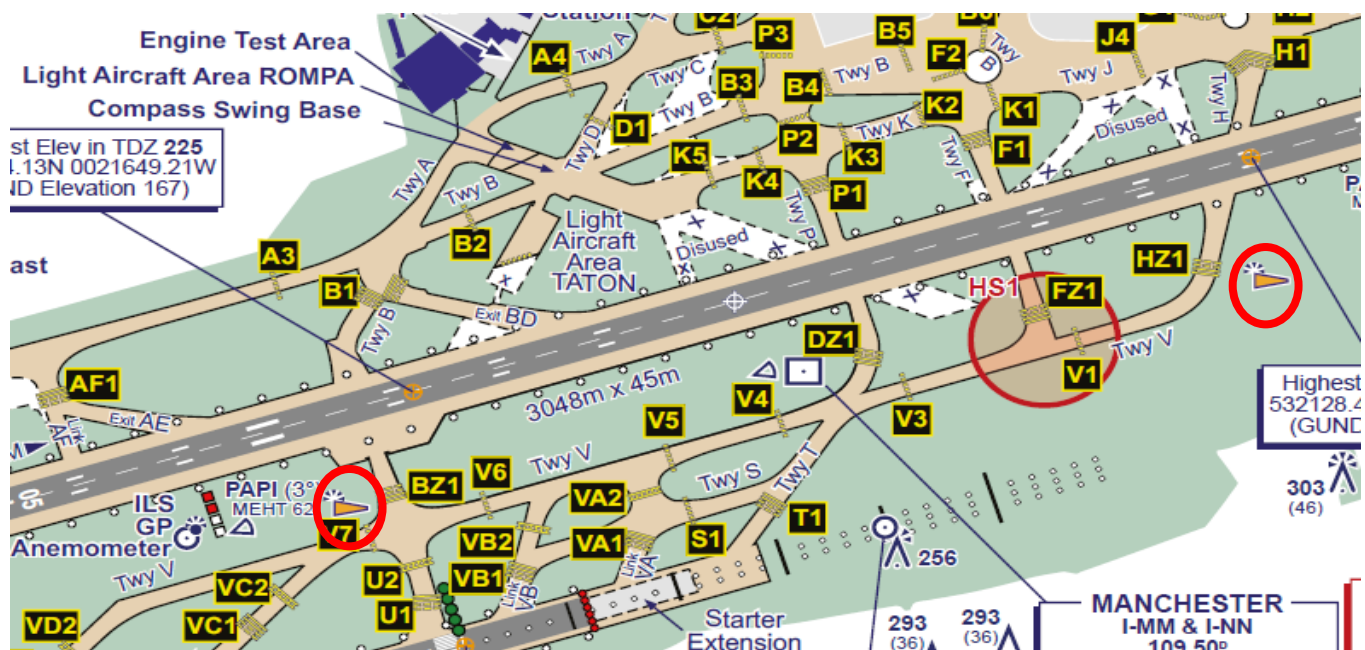 Station
Engine Test Area
Light Aircraft Area ROMPA
Compass Swing Base
st Elev in TDZ 225
4.13N 0021649.21W
ND Elevation 167)
ast
A4
Twy A
C2
P3
Twy C
Twy B
B3
B4
Twy B
B5
F2
B6
Twy
B
J4
Twy J
H1
K1
K2
Disused
Twy H
D1
Twy D
P2
Twy K
K3
F1
Twy F
K5
K4
P1
Twy P
Twy A
Twy B
B2
Light
Aircraft
Area
TATON
Disused
A3
B1
Twy B
Exit BD
HS1
FZ1
HZ1
AF1
Link
AF
Exit AE
3048m x 45m
DZ1
V1
Twy V
V4
V3
V5
Highest
532128.4
(GUND
M
05
ILS
GP
PAPI (3°)
MEHT 62
Anemometer
BZ1
V6
Twy V
VA2
Twy S
Twy T
V7
VB2
VA1
S1
T1
303
(46)
256
Twy V
VC2
U2
VB1
Link
VB
Link
VA
VD2
VC1
U1
Starter
Extension
293
(36)
293
(36)
MANCHESTER
I-MM & I-NN
109.50D